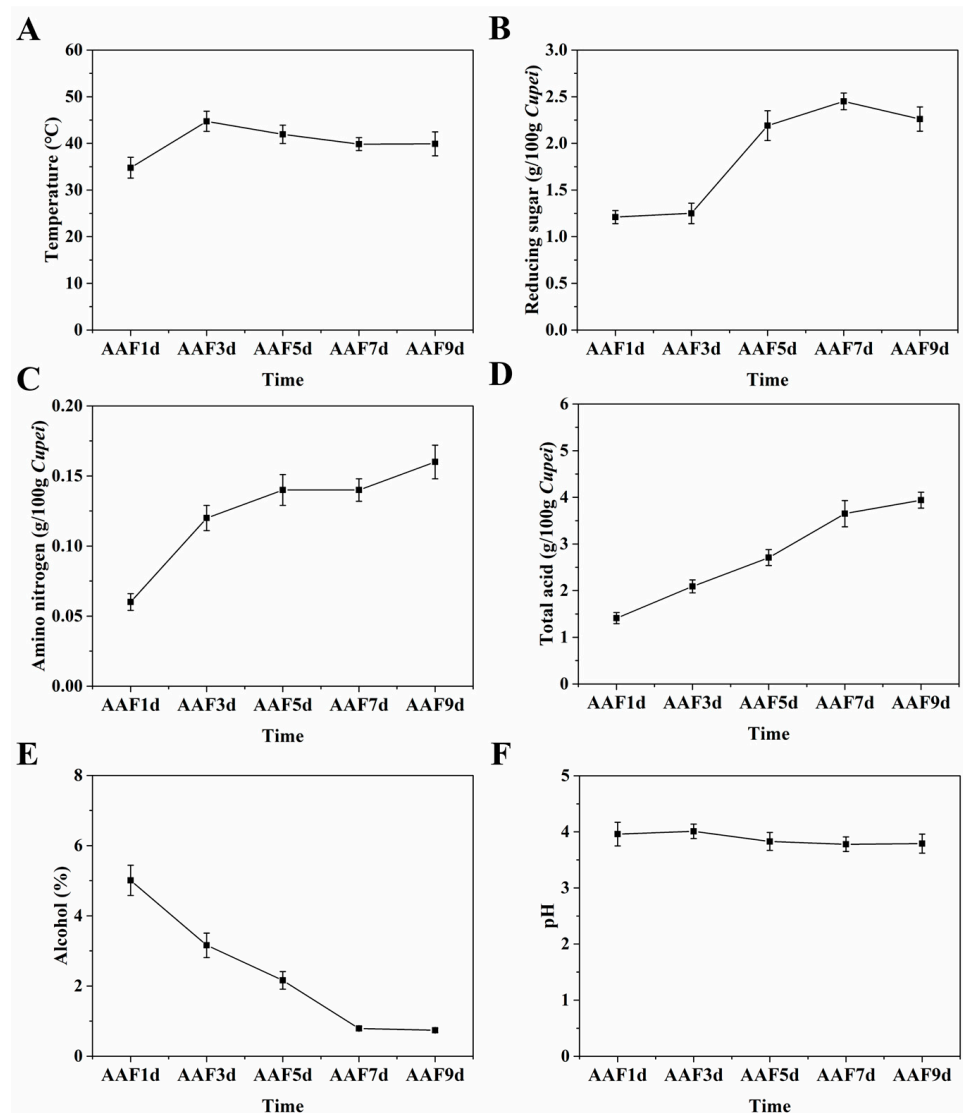 A
60
50
40
30
20
10
0
Temperature (℃)
AAF1d AAF3d AAF5d AAF7d AAF9d
Time
B
3.0
2.5
2.0
1.5
1.0
0.5
0.0
Reducing sugar (g/100g Cupei)
AAF1d AAF3d AAF5d AAF7d AAF9d
Time
C
0.20
0.15
0.10
0.05
0.00
Amino nitrogen (g/100g Cupei)
AAF1d AAF3d AAF5d AAF7d AAF9d
Time
D
6
5
4
3
2
1
0
Total acid (g/100g Cupei)
AAF1d AAF3d AAF5d AAF7d AAF9d
Time
E
8
6
4
2
0
Alcohol (%)
AAF1d AAF3d AAF5d AAF7d AAF9d
Time
F
5
4
3
2
1
0
pH
AAF1d AAF3d AAF5d AAF7d AAF9d
Time